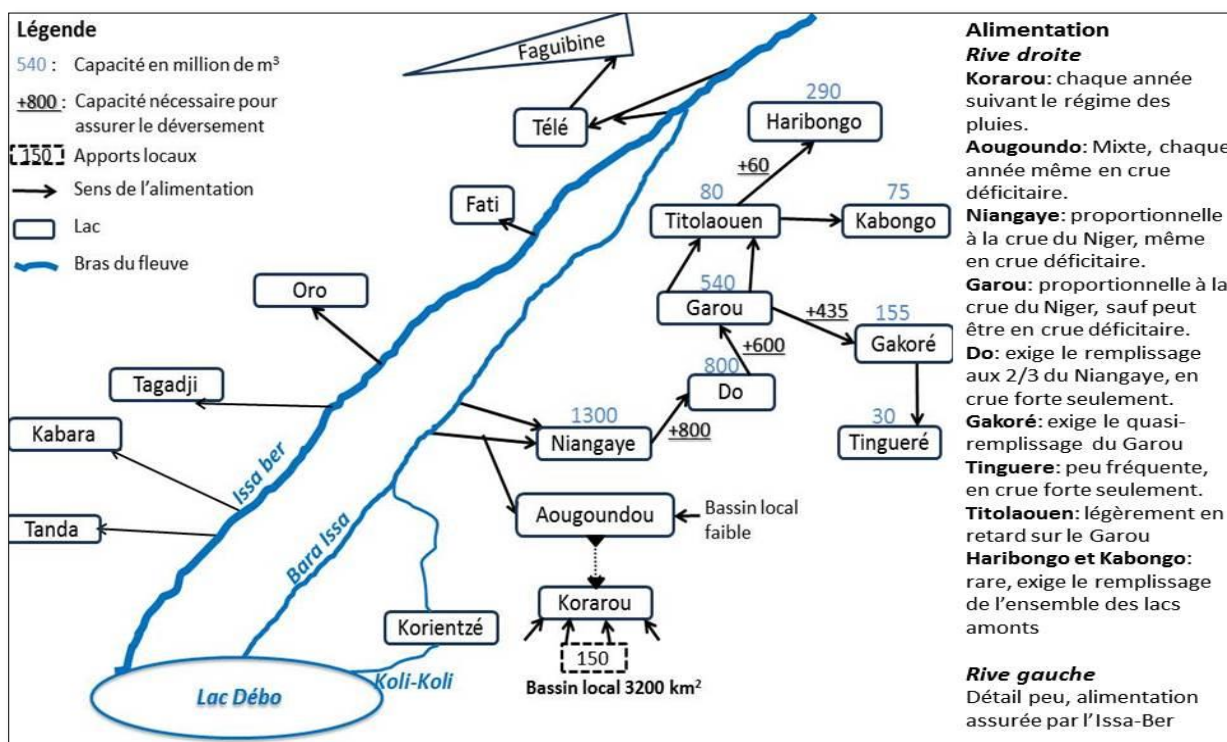 Légende
540 : Capacité en million de m³
+800 : Capacité nécessaire pour
assurer le déversement
150 Apports locaux
Sens de l'alimentation
Lac
Bras du fleuve
Faguibine
Télé
Haribongo
290
+60
Fati
80
Titolaouen
75
Kabongo
Oro
540
Garou
+435
155
Gakoré
+600
Tagadji
800
Do
Kabara
1300
Niangaye
+800
30
Tingueré
Issa ber
Tanda
Bara Issa
Aougoundou
Bassin local
faible
Korarou
Korientzé
150
Bassin local 3200 km²
Koli-Koli
Lac Débo
Alimentation
Rive droite
Korarou: chaque année
suivant le régime des
pluies.
Aougoundo: Mixte, chaque
année même en crue
déficitaire.
Niangaye: proportionnelle
à la crue du Niger, même
en crue déficitaire.
Garou: proportionnelle à la
crue du Niger, sauf peut
être en crue déficitaire.
Do: exige le remplissage
aux 2/3 du Niangaye, en
crue forte seulement.
Gakoré: exige le quasi-
remplissage du Garou
Tinguere: peu fréquente,
en crue forte seulement.
Titolaouen: légèrement en
retard sur le Garou
Haribongo et Kabongo:
rare, exige le remplissage
de l'ensemble des lacs
amonts
Rive gauche
Détail peu, alimentation
assurée par l'Issa-Ber